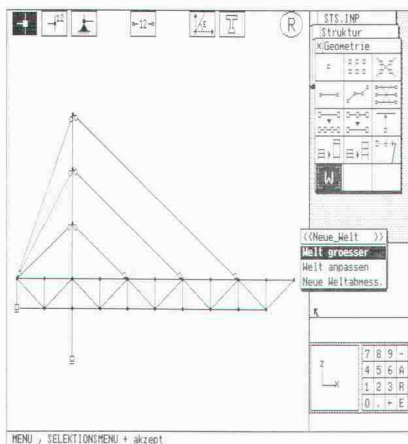 12
E
R
STS.INP
Struktur
×Geometrie
W
<<Neue_Welt >>
Welt groesser
Welt anpassen
Neue Weltabmess.
Z
X
7 8 9 -
4 5 6 A
1 2 3 R
0 . + E
MENU , SELEKTIONSMENU + akzept